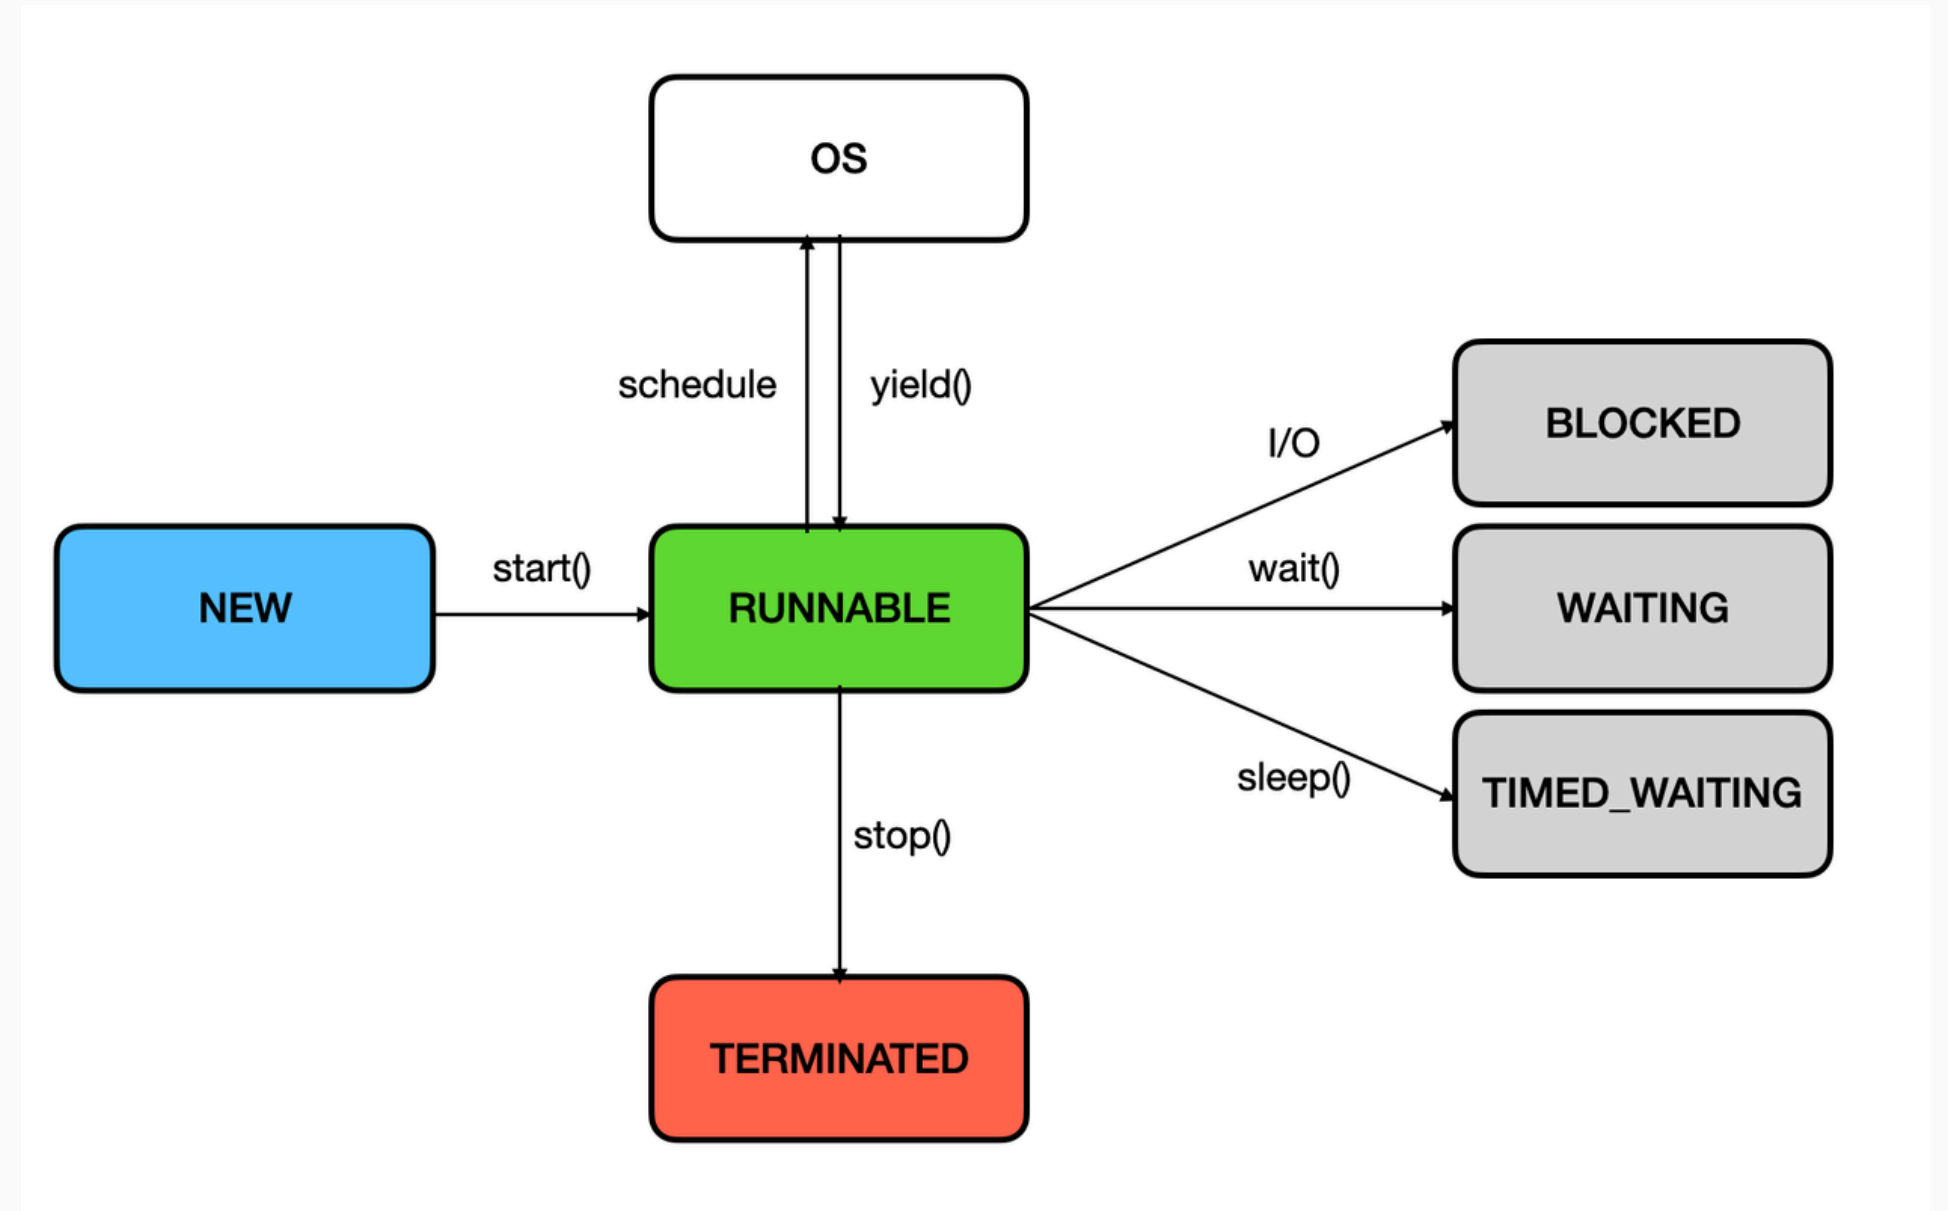 OS
schedule
yield()
I/O
BLOCKED
NEW
start()
RUNNABLE
wait()
WAITING
sleep()
TIMED_WAITING
stop()
TERMINATED